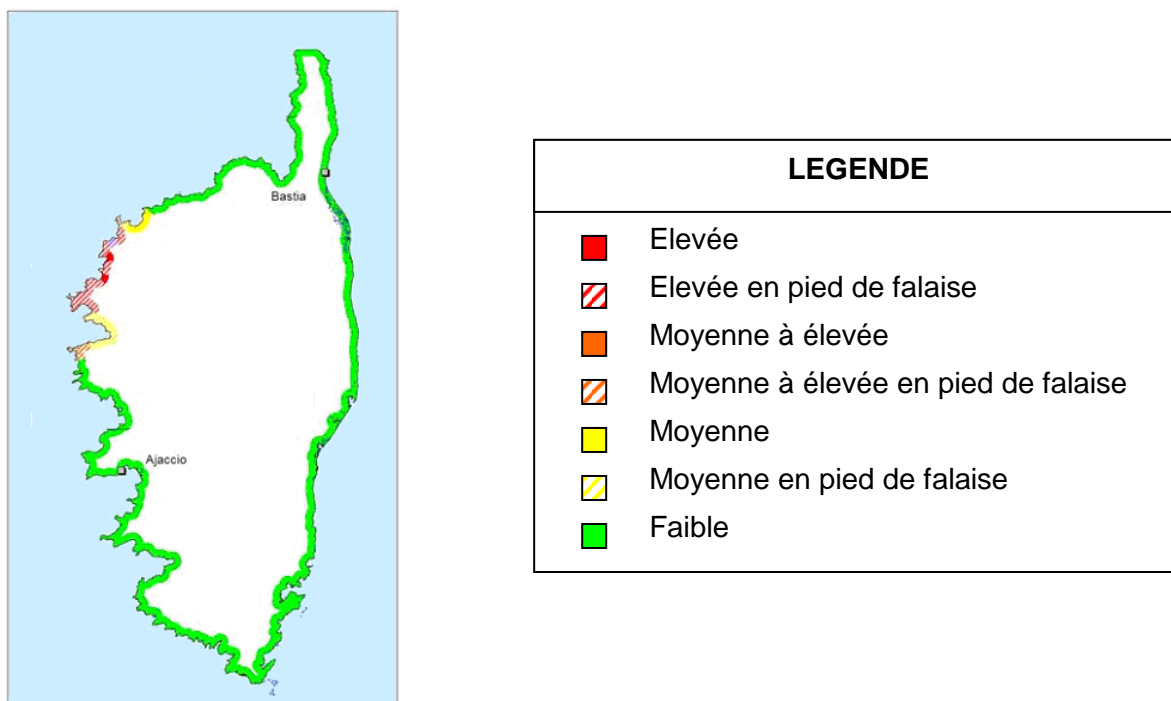 Bastia
Ajaccio
LEGENDE
Elevée
Elevée en pied de falaise
Moyenne à élevée
Moyenne à élevée en pied de falaise
Moyenne
Moyenne en pied de falaise
Faible